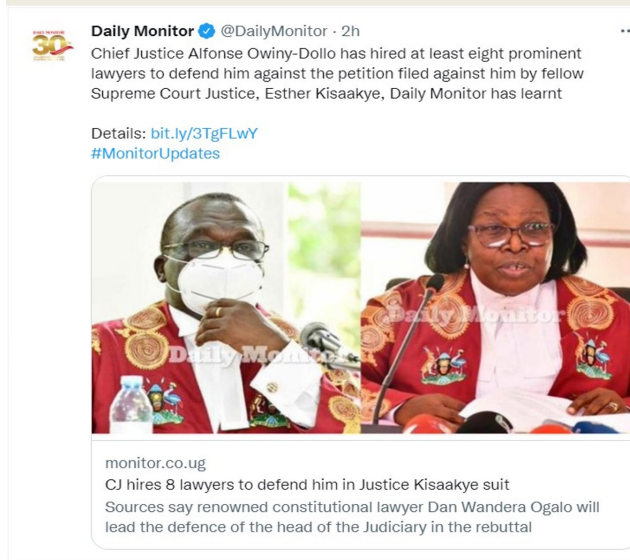 Daily Monitor @DailyMonitor · 2h
30
Chief Justice Alfonse Owiny-Dollo has hired at least eight prominent
lawyers to defend him against the petition filed against him by fellow
Supreme Court Justice, Esther Kisaakye, Daily Monitor has learnt
Details: bit.ly/3TgFLwY
#MonitorUpdates
Daily Monitor
Daily Monitor
monitor.co.ug
CJ hires 8 lawyers to defend him in Justice Kisaakye suit
Sources say renowned constitutional lawyer Dan Wandera Ogalo will
lead the defence of the head of the Judiciary in the rebuttal